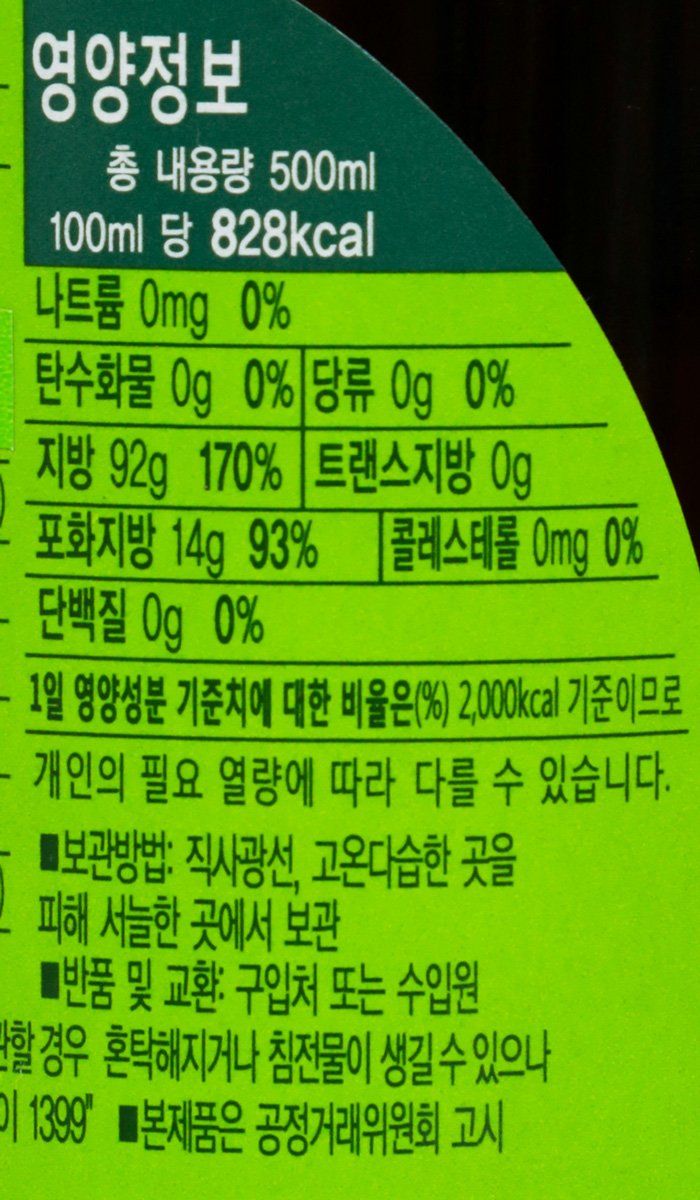 영양정보
총 내용량 500ml
100ml 당 828kcal
나트륨 0mg 0%
탄수화물 0g 0% 당류 0g 0%
지방 92g 170% 트랜스지방 0g
포화지방 14g 93% 콜레스테롤 0mg 0%
단백질 0g 0%
1일 영양성분 기준치에 대한 비율은(%) 2,000kcal 기준이므로
개인의 필요 열량에 따라 다를 수 있습니다.
■보관방법: 직사광선, 고온다습한 곳을
피해 서늘한 곳에서 보관
■반품 및 교환: 구입처 또는 수입원
관할 경우 혼탁해지거나 침전물이 생길 수 있으나
이 1399" ■본제품은 공정거래위원회 고시